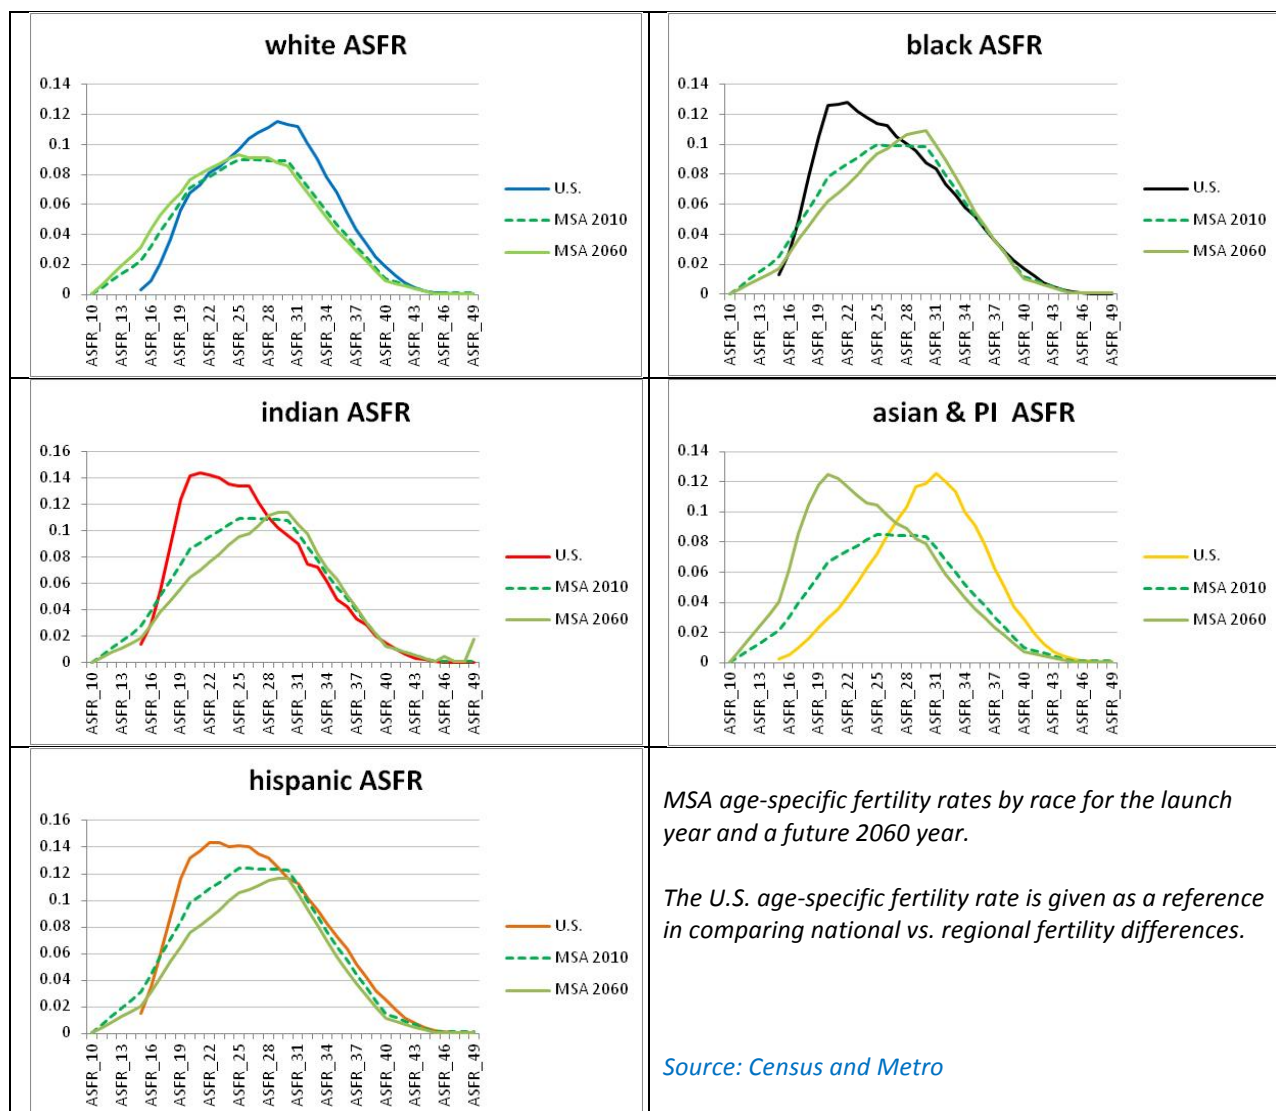 white ASFR
0.14
0.12
0.1
0.08
0.06
0.04
0.02
0
ASFR_10
ASFR_13
ASFR_16
ASFR_19
ASFR_22
ASFR_25
ASFR_28
ASFR_31
ASFR_34
ASFR_37
ASFR_40
ASFR_43
ASFR_46
ASFR_49
U.S.
MSA 2010
MSA 2060
black ASFR
0.14
0.12
0.1
0.08
0.06
0.04
0.02
0
ASFR_10
ASFR_13
ASFR_16
ASFR_19
ASFR_22
ASFR_25
ASFR_28
ASFR_31
ASFR_34
ASFR_37
ASFR_40
ASFR_43
ASFR_46
ASFR_49
U.S.
MSA 2010
MSA 2060
indian ASFR
0.16
0.14
0.12
0.1
0.08
0.06
0.04
0.02
0
ASFR_10
ASFR_13
ASFR_16
ASFR_19
ASFR_22
ASFR_25
ASFR_28
ASFR_31
ASFR_34
ASFR_37
ASFR_40
ASFR_43
ASFR_46
ASFR_49
U.S.
MSA 2010
MSA 2060
asian & PI ASFR
0.14
0.12
0.1
0.08
0.06
0.04
0.02
0
ASFR_10
ASFR_13
ASFR_16
ASFR_19
ASFR_22
ASFR_25
ASFR_28
ASFR_31
ASFR_34
ASFR_37
ASFR_40
ASFR_43
ASFR_46
ASFR_49
U.S.
MSA 2010
MSA 2060
hispanic ASFR
0.16
0.14
0.12
0.1
0.08
0.06
0.04
0.02
0
ASFR_10
ASFR_13
ASFR_16
ASFR_19
ASFR_22
ASFR_25
ASFR_28
ASFR_31
ASFR_34
ASFR_37
ASFR_40
ASFR_43
ASFR_46
ASFR_49
U.S.
MSA 2010
MSA 2060
MSA age-specific fertility rates by race for the launch
year and a future 2060 year.
The U.S. age-specific fertility rate is given as a reference
in comparing national vs. regional fertility differences.
Source: Census and Metro